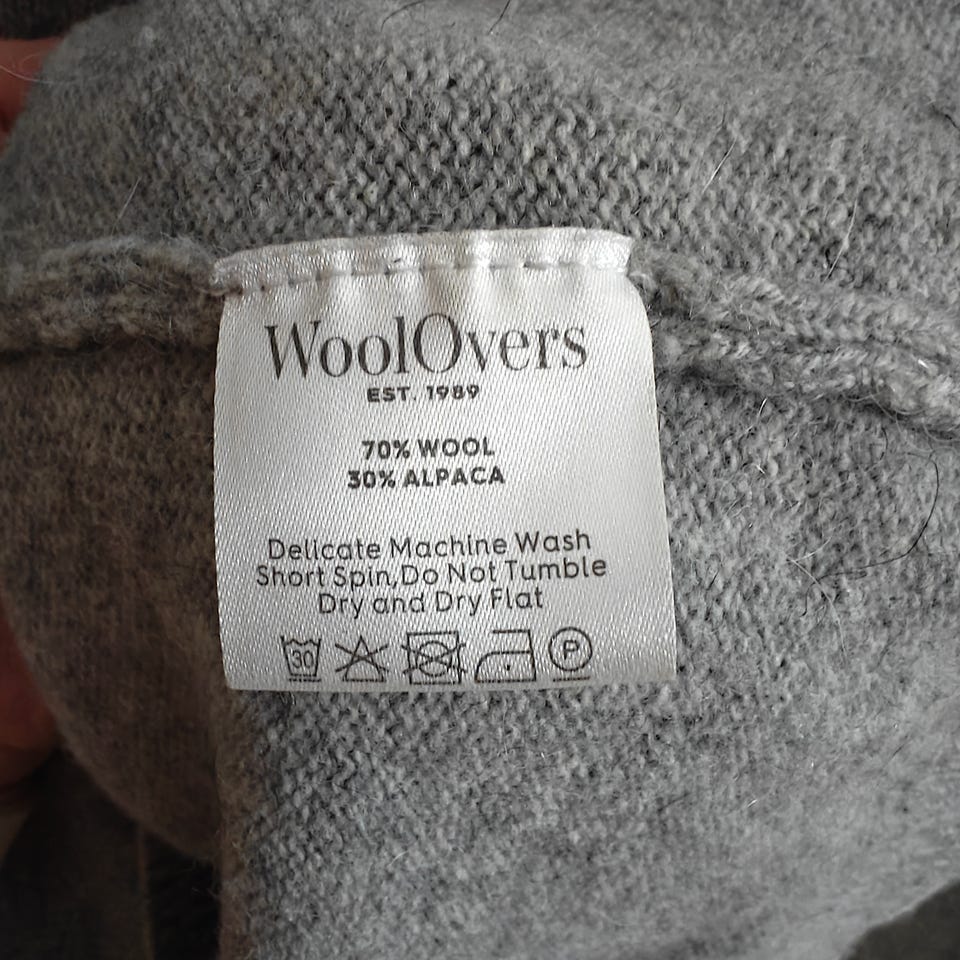 WoolOvers
EST. 1989
70% WOOL
30% ALPACA
Delicate Machine Wash
Short Spin, Do Not Tumble
Dry and Dry Flat
30
P